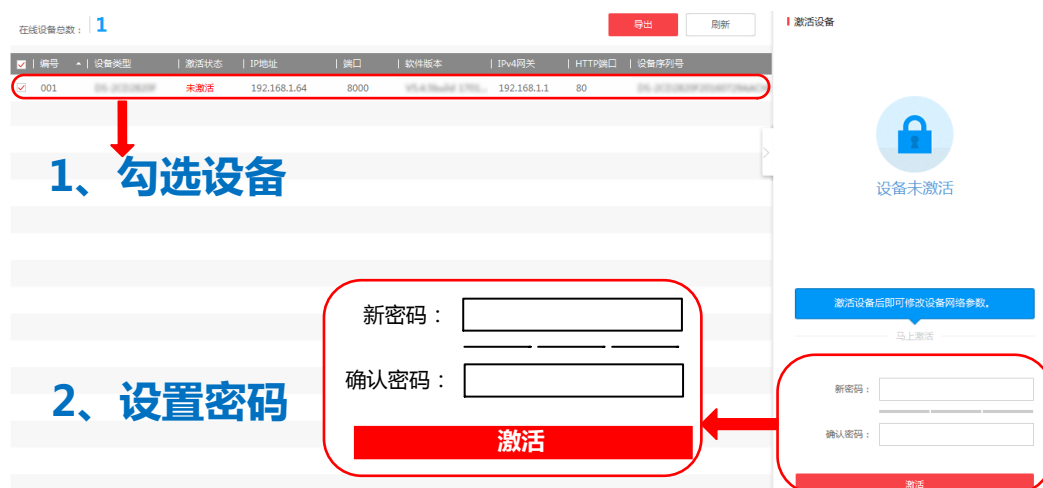 在线设备总数： 1
导出
刷新
激活设备
编号 设备类型 激活状态 IP地址 端口 软件版本 IPv4网关 HTTP端口 设备序列号
001 未激活 192.168.1.64 8000 192.168.1.1 80
1、勾选设备
设备未激活
激活设备后即可修改设备网络参数。
马上激活
2、设置密码
新密码：
确认密码：
激活
新密码：
确认密码：
激活